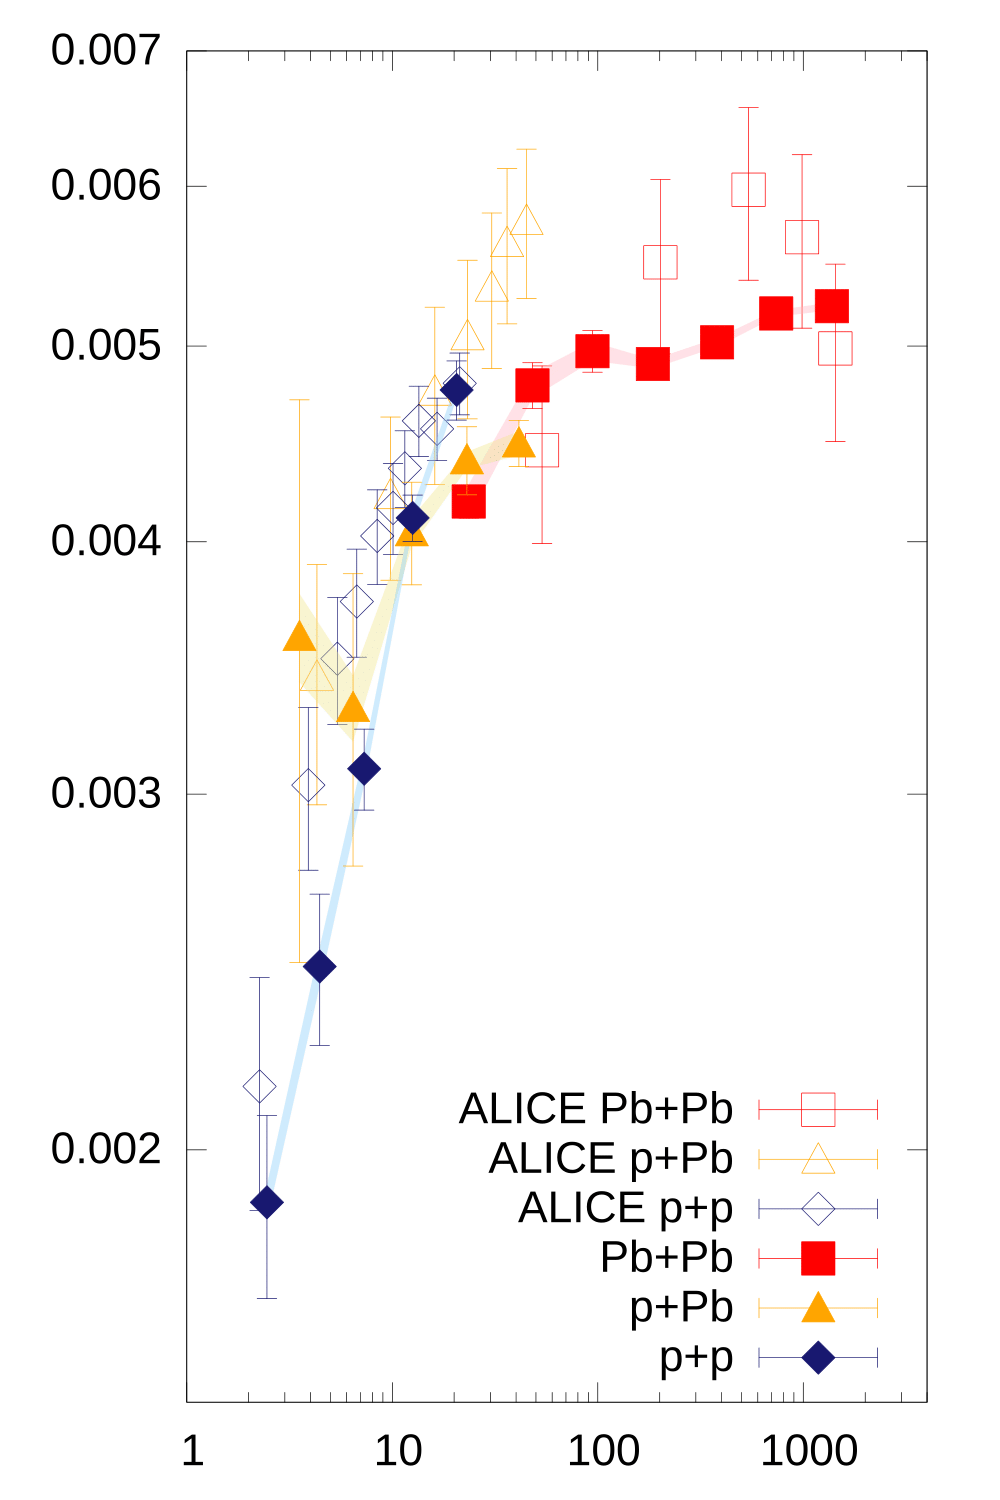 0.007
0.006
0.005
0.004
0.003
0.002
ALICE Pb+Pb
ALICE p+Pb
ALICE p+p
Pb+Pb
p+Pb
p+p
1 10 100 1000